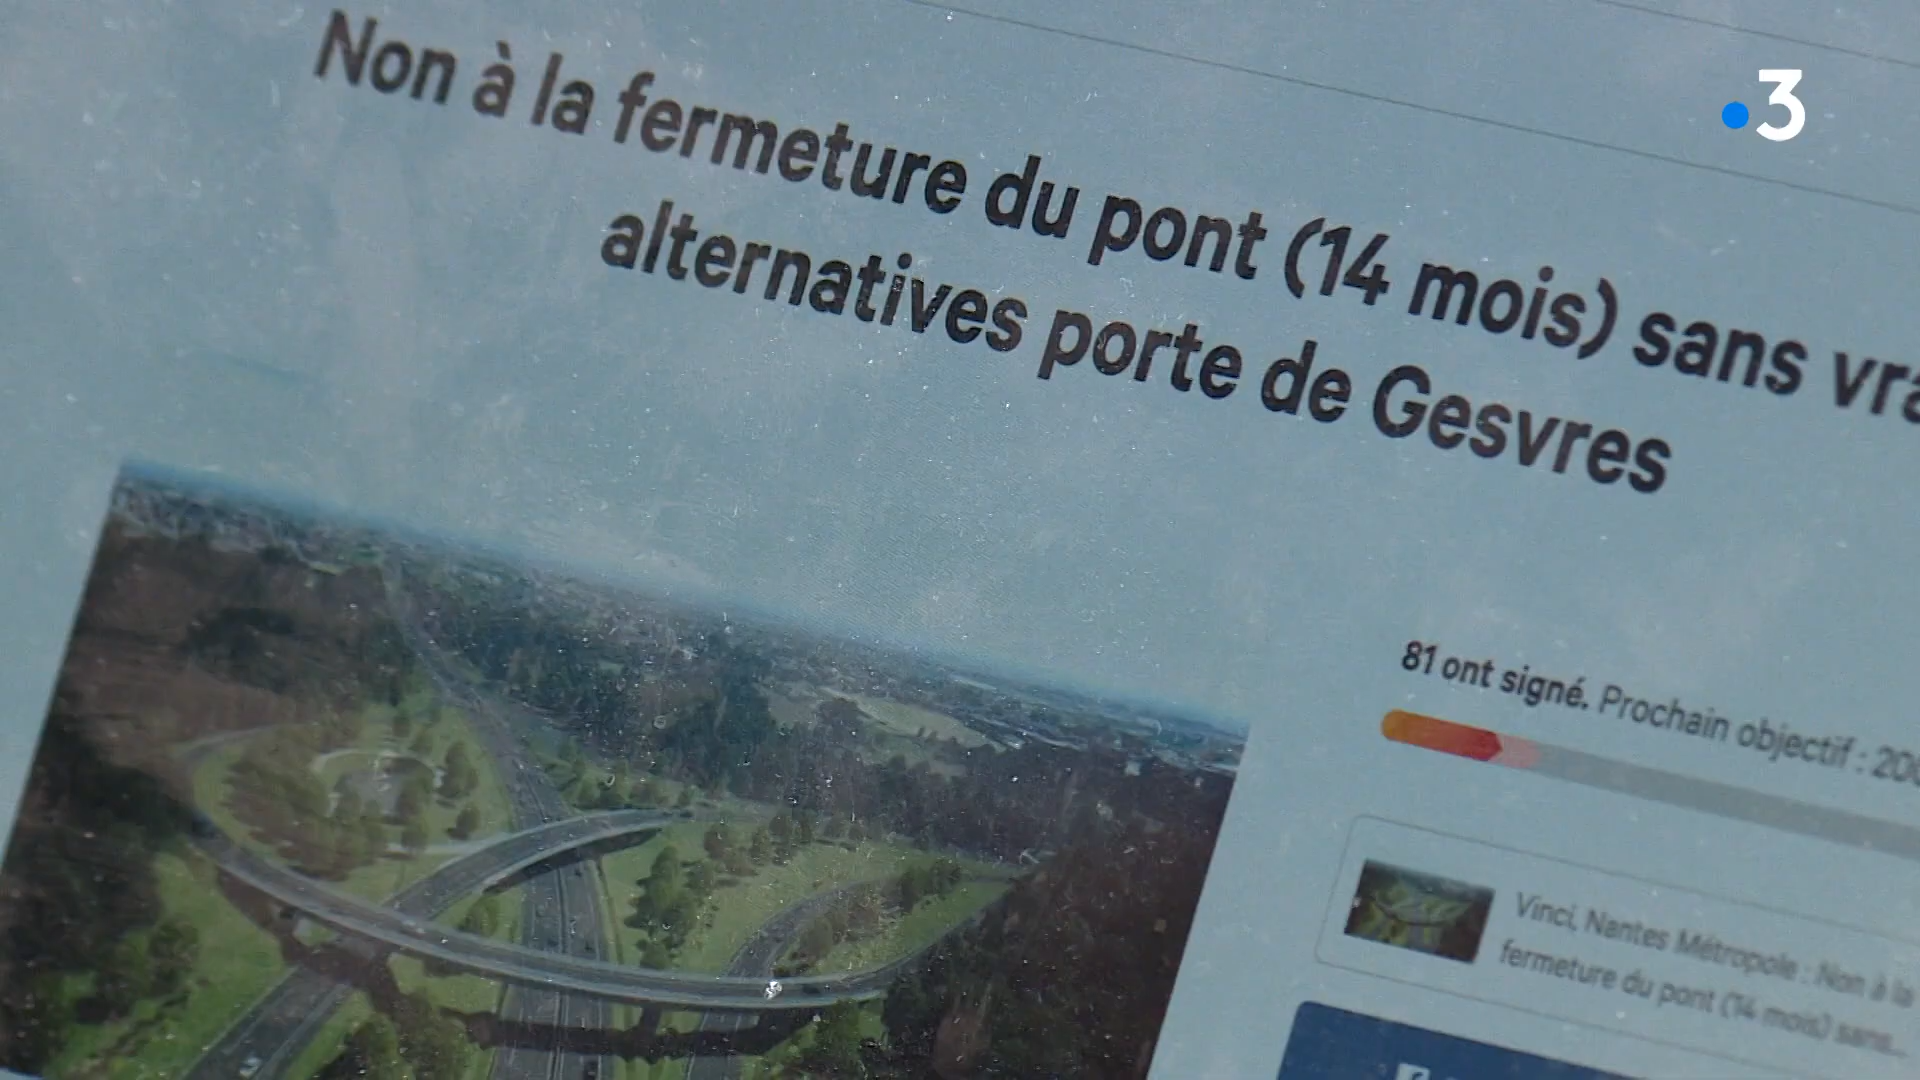 3
Non à la fermeture du pont (14 mois) sans
alternatives porte de Gesvres
81 ont signé. Prochain objectif :
Vinci, Nantes Métropole : Non à la
fermeture du pont (14 mois) sans...